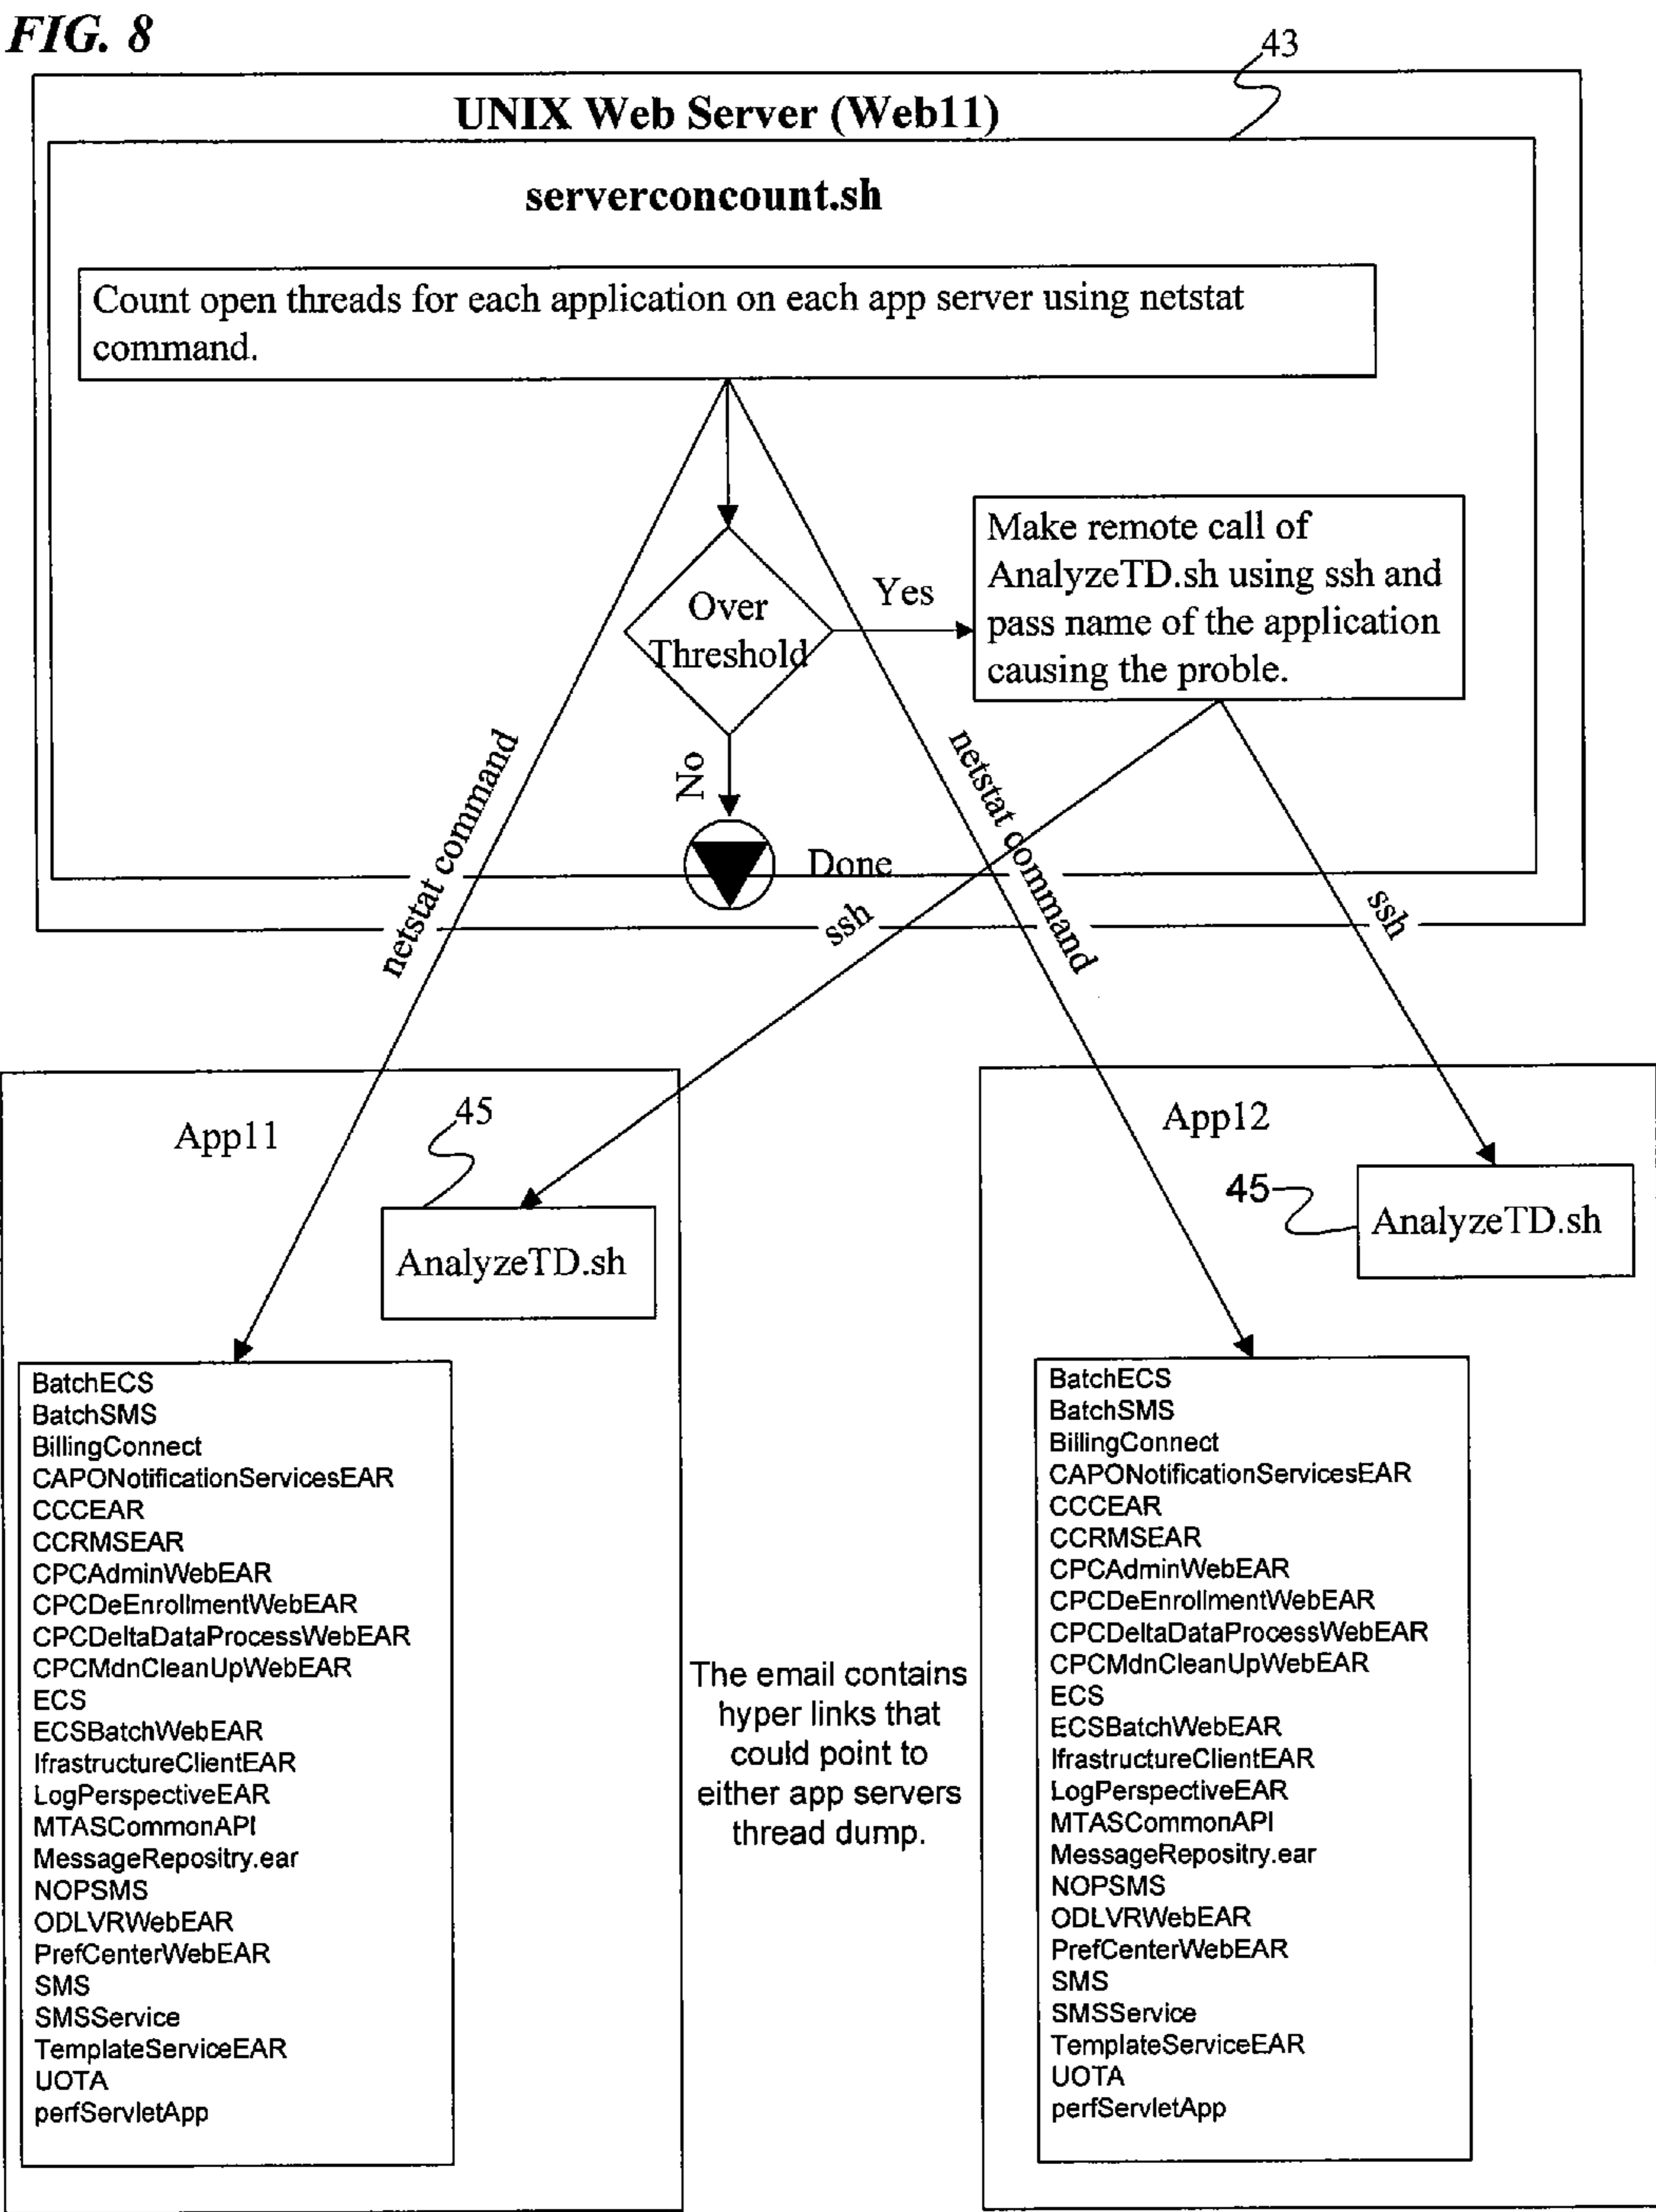 FIG. 8
43
UNIX Web Server (Web11)
serverconcount.sh
Count open threads for each application on each app server using netstat
command.
Over
Threshold
Yes
Make remote call of
AnalyzeTD.sh using ssh and
pass name of the application
causing the proble.
No
Done
netstat command
ssh
netstat command
ssh
App11
45
AnalyzeTD.sh
BatchECS
BatchSMS
BillingConnect
CAPONotificationServicesEAR
CCCEAR
CCRMSEAR
CPCAdminWebEAR
CPCDeEnrollmentWebEAR
CPCDeltaDataProcessWebEAR
CPCMdnCleanUpWebEAR
ECS
ECSBatchWebEAR
IfrastructureClientEAR
LogPerspectiveEAR
MTASCommonAPI
MessageRepositry.ear
NOPSMS
ODLVRWebEAR
PrefCenterWebEAR
SMS
SMSService
TemplateServiceEAR
UOTA
perfServletApp
The email contains
hyper links that
could point to
either app servers
thread dump.
App12
45
AnalyzeTD.sh
BatchECS
BatchSMS
BillingConnect
CAPONotificationServicesEAR
CCCEAR
CCRMSEAR
CPCAdminWebEAR
CPCDeEnrollmentWebEAR
CPCDeltaDataProcessWebEAR
CPCMdnCleanUpWebEAR
ECS
ECSBatchWebEAR
IfrastructureClientEAR
LogPerspectiveEAR
MTASCommonAPI
MessageRepositry.ear
NOPSMS
ODLVRWebEAR
PrefCenterWebEAR
SMS
SMSService
TemplateServiceEAR
UOTA
perfServletApp